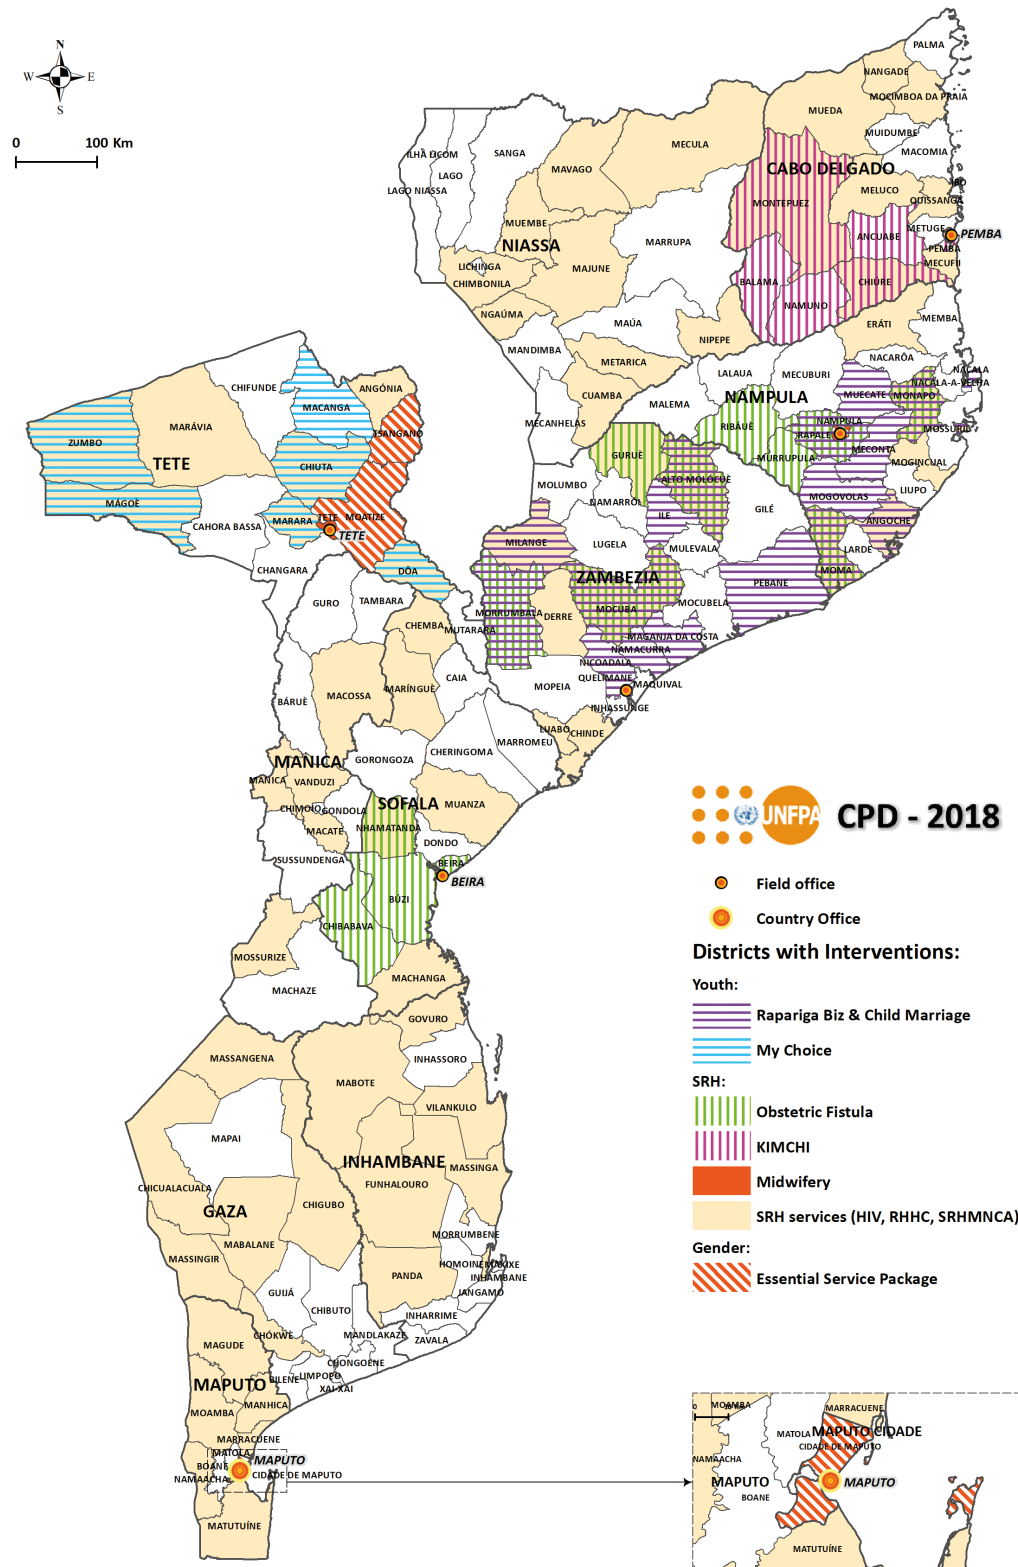 N
W
E
S
0
100 Km
PALMA
NANGADE
MOCIMBOA DA PRAIA
MUEDA
MUIDUMBE
MACOMIA
MECULA
SANGA
MAVAGO
LAGO
LAGO NIASSA
CABO DELGADO
MELUCO
IBO
QUISSANGA
MONTEPUEZ
MUEMBE
NIASSA
MARRUPA
ANCUABE
METUGE
PEMBA
PEMBA
MECUFII
LICHINGA
CHIMBONILA
MAJUNE
BALAMA
CHIÚRE
NAMUNO
NGAÚMA
MAÚA
ERÁTI
MEMBA
NIPEPE
MANDIMBA
METARICA
NACARÔA
LALAUA
MECUBURI
NACALA
NACALA-A-VELHA
CHIFUNDE
ANGÓNIA
CUAMBA
MALEMA
NAMPULA
MUECATE
MONAPO
MACANGA
MECANHELAS
RIBÁUÈ
NAMPULA
RAPALE
MOSSURIL
MARÁVIA
TSANGANO
ZUMBO
TETE
CHIUTA
GURUÈ
MURRUPULA
MECONTA
MOGINCUAL
ALTO MOLÓCUÈ
MOLUMBO
MOGOVOLAS
LIUPO
MÁGOÈ
NAMARROI
GILÉ
ILE
CAHORA BASSA
MARARA
TETE
MOATIZE
TETE
ANGOCHE
MILANGE
LUGELA
MULEVALA
LARDE
CHANGARA
DÔA
ZAMBEZIA
MOMA
PEBANE
GURO
TAMBARA
MORRUMBALA
DERRE
MOCUBA
MOCUBELA
CHEMBA
MUTARARA
MAGANJA DA COSTA
NAMACURRA
NICOADALA
CAIA
QUELIMANE
MAQUIVAL
MOPEIA
MARÍNGUÈ
MACOSSA
BÁRUÈ
INHASSUNGE
LUABO
CHINDE
MARROMEU
CHERINGOMA
GORONGOZA
MANICA
MANICA
VANDUZI
SOFALA
MUANZA
CHIMOIO
GONDOLA
MACATE
NHAMATANDA
DONDO
SUSSUNDENGA
BEIRA
BEIRA
BÚZI
CHIBABAVA
MOSSURIZE
MACHANGA
MACHAZE
GOVURO
INHASSORO
MASSANGENA
MABOTE
VILANKULO
MAPAI
INHAMBANE
MASSINGA
FUNHALOURO
CHICUALACUALA
GAZA
CHIGUBO
MORRUMBENE
MABALANE
MASSINGIR
HOMOINE
MAXIXE
INHAMBANE
PANDA
JANGAMO
GUIJÁ
CHIBUTO
INHARRIME
CHÓKWÈ
MANDLAKAZE
ZAVALA
MAGUDE
CHONGOENE
LIMPOPO
BILENE
XAI-XAI
MAPUTO
MANHICA
MOAMBA
MARRACUENE
MATOLA
MAPUTO
BOANE
CIDADE DE MAPUTO
NAMAACHA
MATUTUÍNE
UNFPA
CPD - 2018
Field office
Country Office
Districts with Interventions:
Youth:
Rapariga Biz & Child Marriage
My Choice
SRH:
Obstetric Fistula
KIMCHI
Midwifery
SRH services (HIV, RHHC, SRHMNCA)
Gender:
Essential Service Package
MOAMBA
0
MARRACUENE
MATOLA
MAPUTO CIDADE
CIDADE DE MAPUTO
NAMAACHA
MAPUTO
MAPUTO
BOANE
MATUTUÍNE